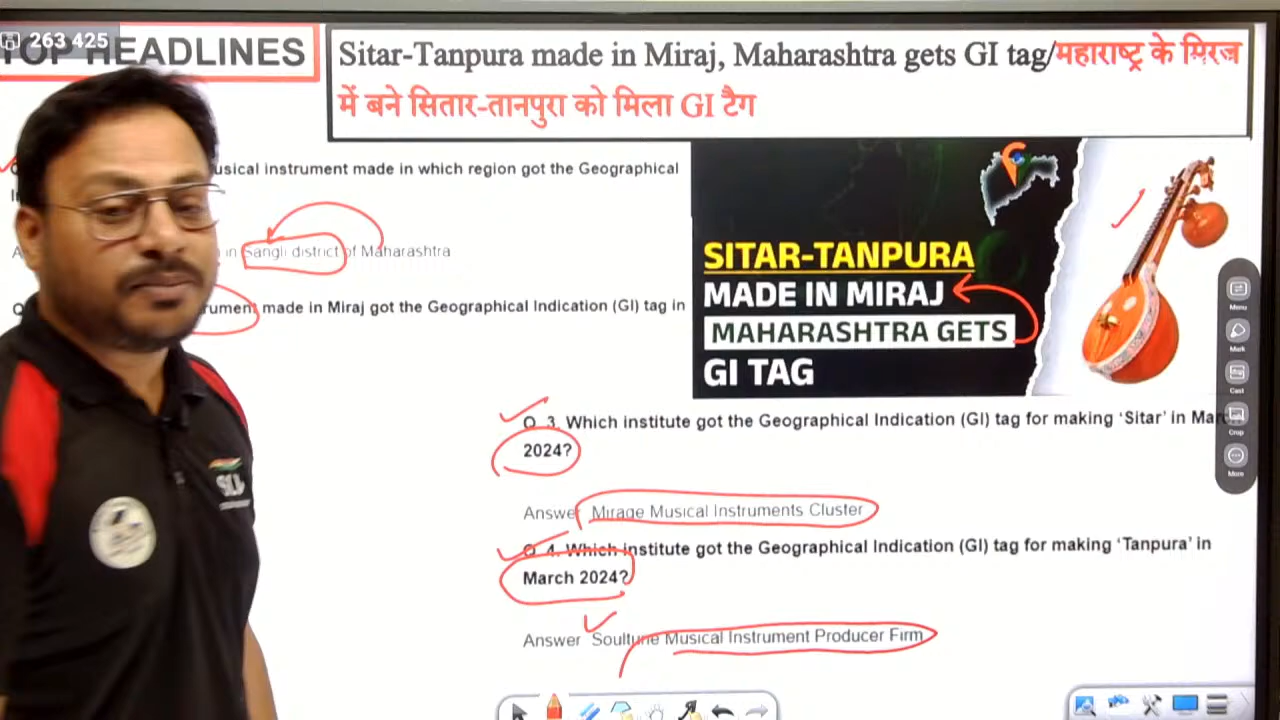 263 425
TOP HEADLINES
Sitar-Tanpura made in Miraj, Maharashtra gets GI tag/महाराष्ट्र के मिरज
में बने सितार-तानपुरा को मिला GI टैग
usical instrument made in which region got the Geographical
in Sangli district of Maharashtra
rument made in Miraj got the Geographical Indication (GI) tag in
SITAR-TANPURA
MADE IN MIRAJ
MAHARASHTRA GETS
GI TAG
Q 3. Which institute got the Geographical Indication (GI) tag for making ‘Sitar’ in Mar
2024?
Answe Mirage Musical Instruments Cluster
Q 4. Which institute got the Geographical Indication (GI) tag for making ‘Tanpura’ in
March 2024?
Answer Soultune Musical Instrument Producer Firm
Menu
Mark
Cast
Crop
More